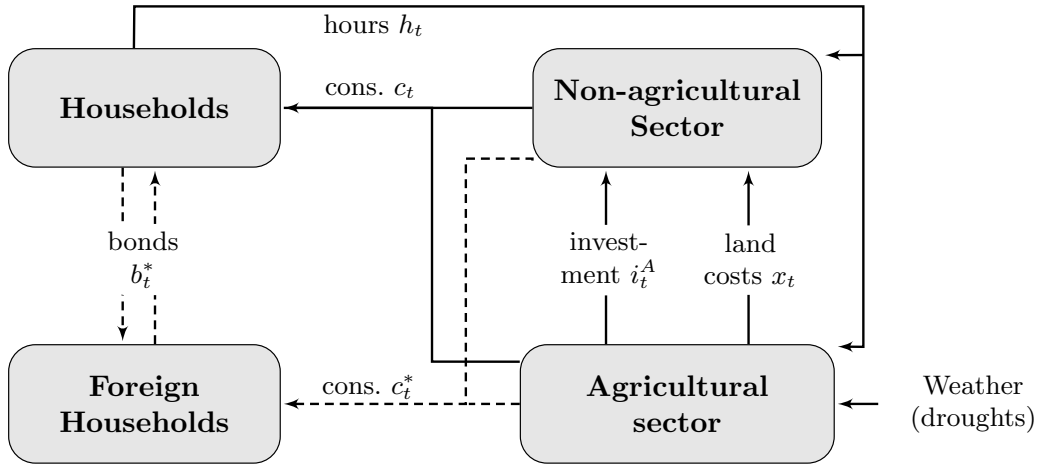 hours h_t
Households
cons. c_t
Non-agricultural
Sector
bonds
b_t^*
invest-
ment i_t^A
land
costs x_t
Foreign
Households
cons. c_t^*
Agricultural
sector
Weather
(droughts)